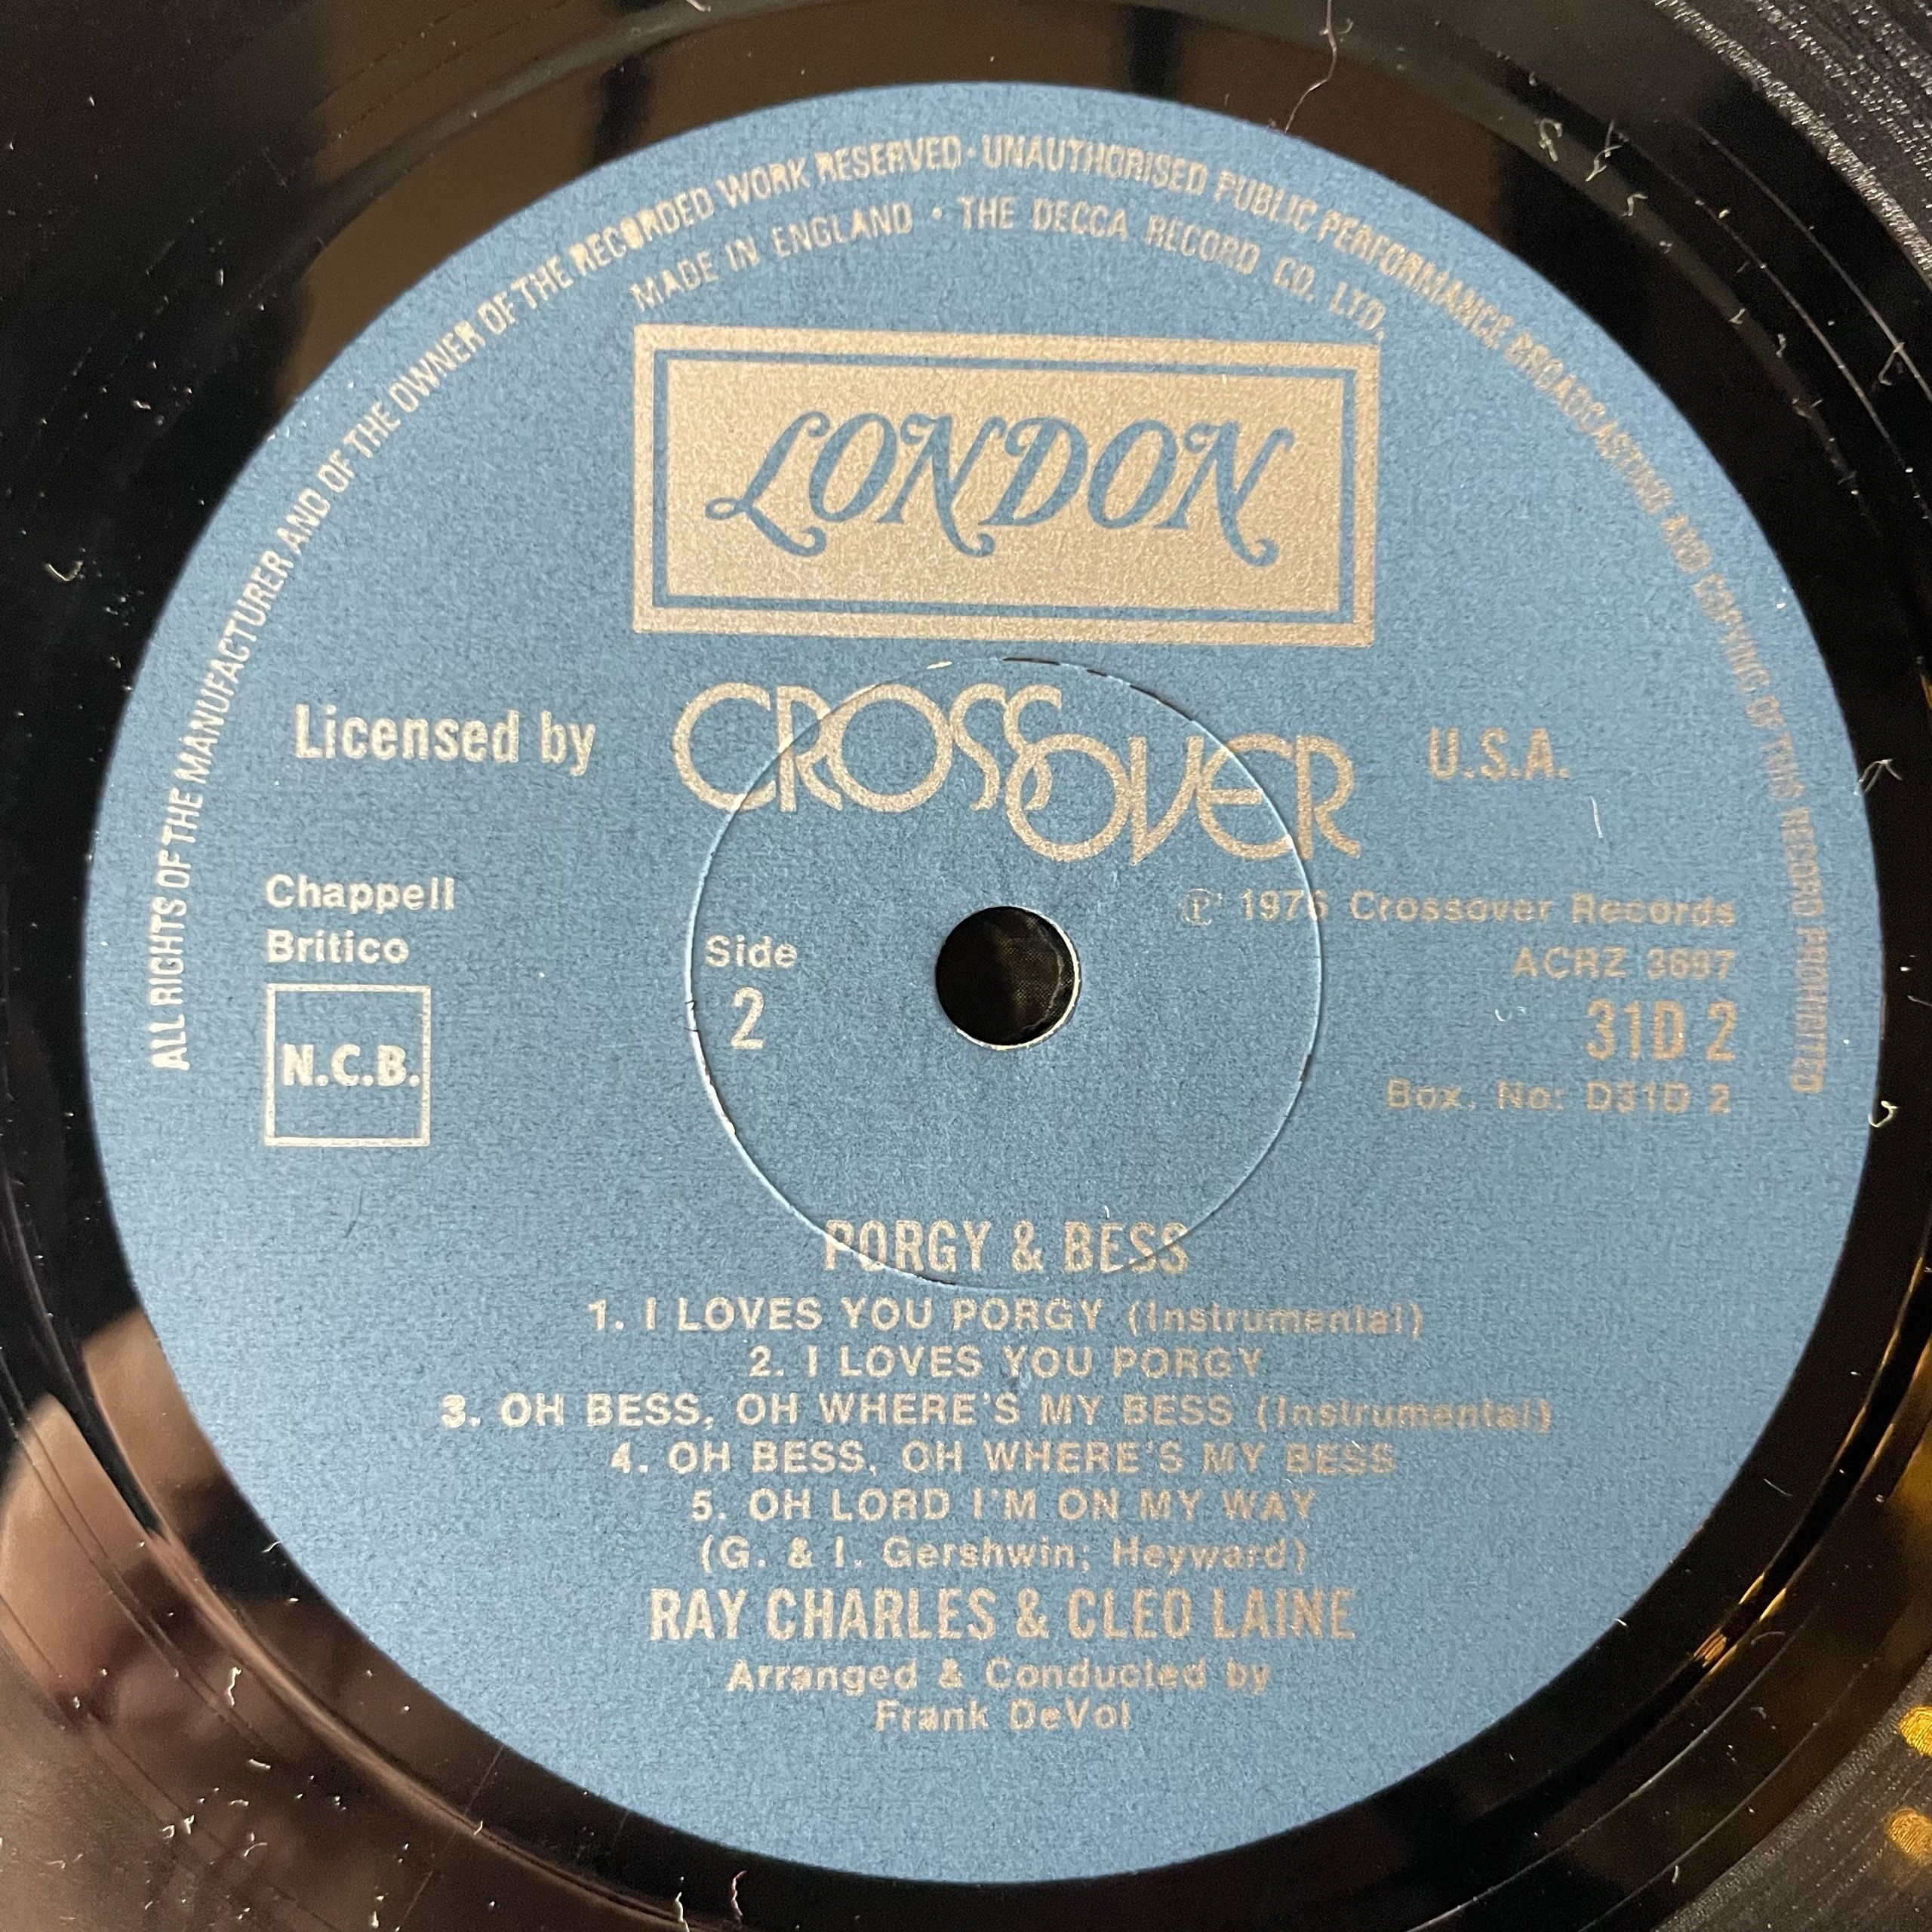 ALL RIGHTS OF THE MANUFACTURER AND OF THE OWNER OF THE RECORDED WORK RESERVED · UNAUTHORISED PUBLIC PERFORMANCE BROADCASTING AND COPYING OF THIS RECORD PROHIBITED
MADE IN ENGLAND · THE DECCA RECORD CO. LTD.
LONDON
Licensed by CROSSOVER U.S.A.
Chappell
Britico
N.C.B.
Side
2
℗ 1976 Crossover Records
ACRZ 3697
31D 2
Box. No: D31D 2
PORGY & BESS
1. I LOVES YOU PORGY (Instrumental)
2. I LOVES YOU PORGY
3. OH BESS, OH WHERE'S MY BESS (Instrumental)
4. OH BESS, OH WHERE'S MY BESS
5. OH LORD I'M ON MY WAY
(G. & I. Gershwin; Heyward)
RAY CHARLES & CLEO LAINE
Arranged & Conducted by
Frank DeVol